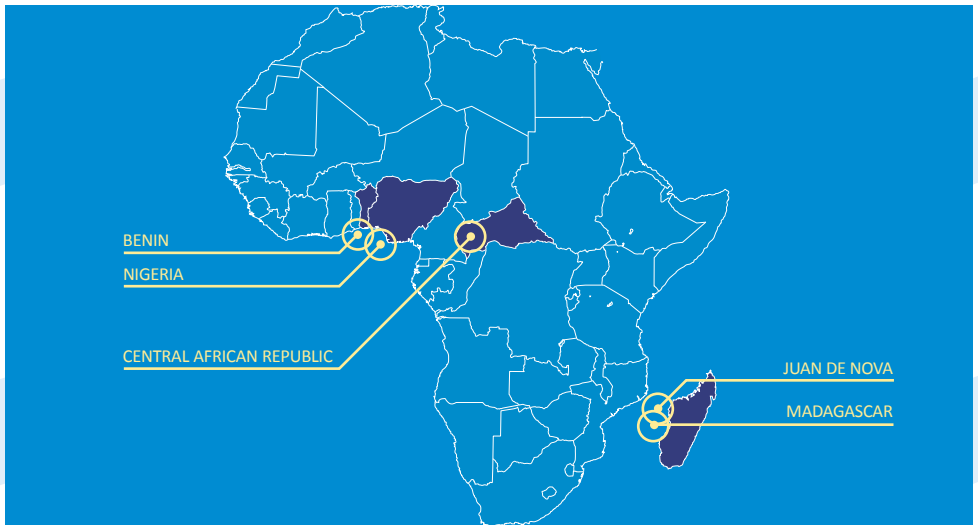 BENIN
NIGERIA
CENTRAL AFRICAN REPUBLIC
JUAN DE NOVA
MADAGASCAR